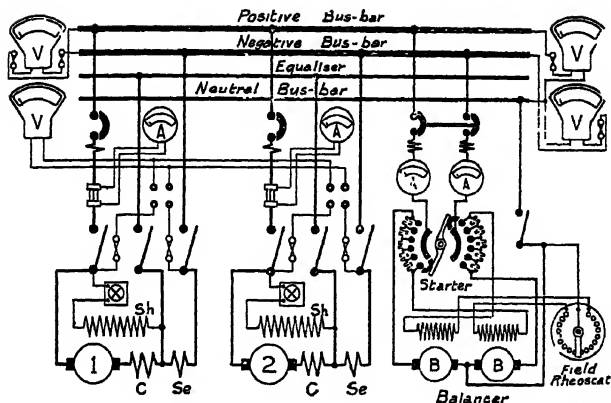 Positive Bus-bar
Negative Bus-bar
Equaliser
Neutral Bus-bar
V
V
V
V
A
A
A
Starter
Sh
Sh
1
C
Se
2
C
Se
B
B
Balancer
Field
Rheostat